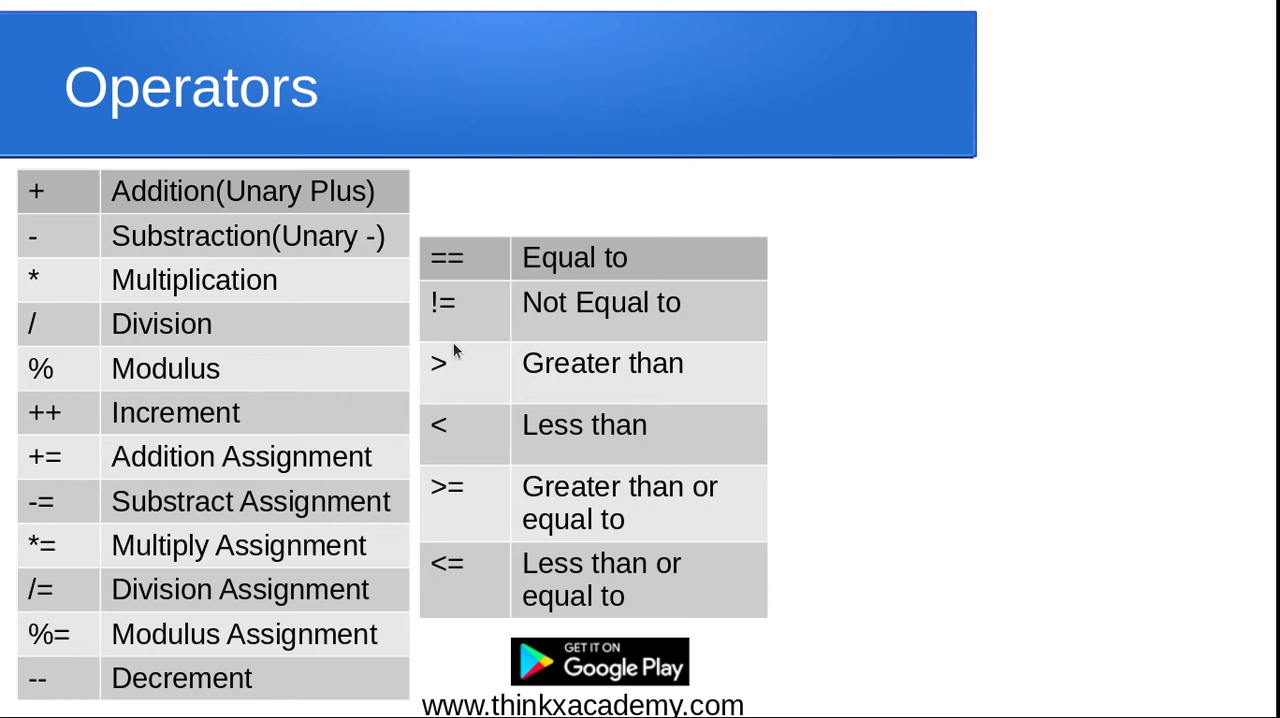 Operators
+ Addition(Unary Plus)
- Substraction(Unary -)
* Multiplication
/ Division
% Modulus
++ Increment
+= Addition Assignment
-= Substract Assignment
*= Multiply Assignment
/= Division Assignment
%= Modulus Assignment
-- Decrement
== Equal to
!= Not Equal to
> Greater than
< Less than
>= Greater than or
equal to
<= Less than or
equal to
GET IT ON
Google Play
www.thinkxacademy.com